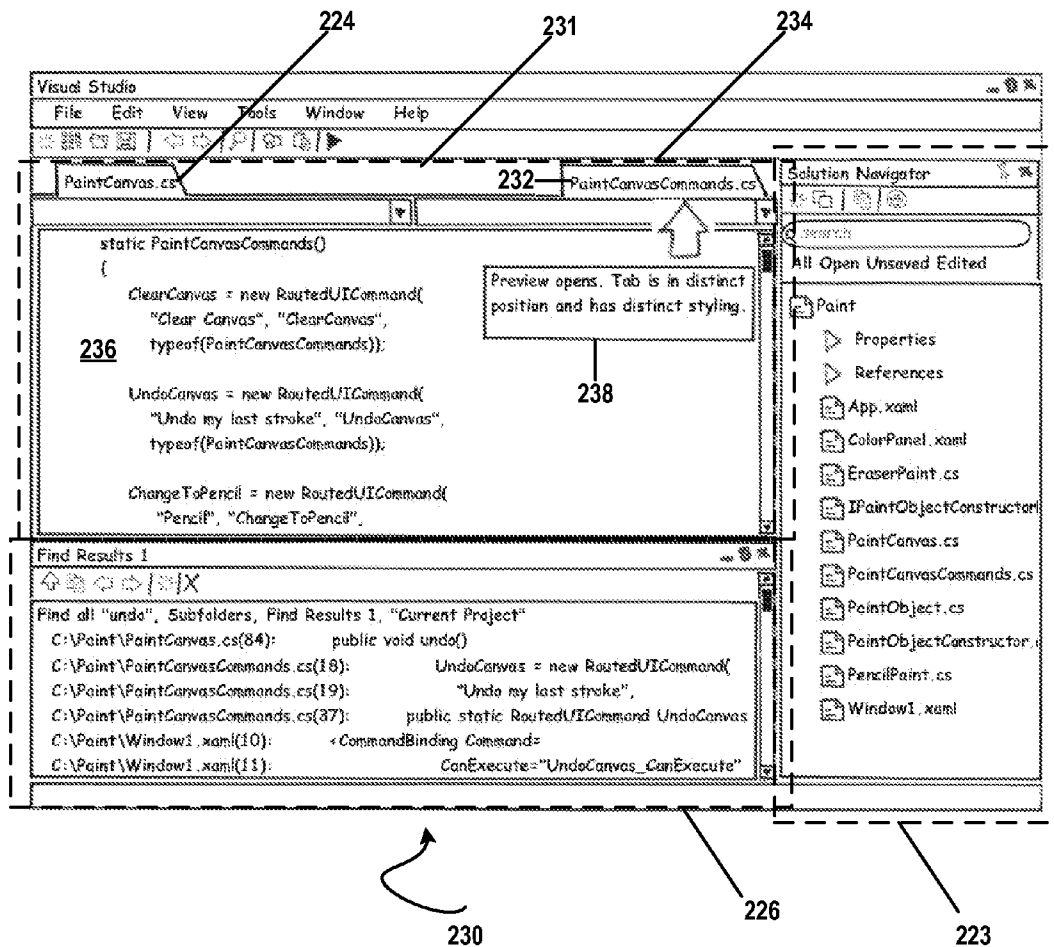 224
231
234
Visual Studio
File Edit View Tools Window Help
PaintCanvas.cs
232
PaintCanvasCommands.cs
static PaintCanvasCommands()
{
ClearCanvas = new RoutedUICommand(
"Clear Canvas", "ClearCanvas",
typeof(PaintCanvasCommands));
236
UndoCanvas = new RoutedUICommand(
"Undo my last stroke", "UndoCanvas",
typeof(PaintCanvasCommands));
ChangeToPencil = new RoutedUICommand(
"Pencil", "ChangeToPencil",
Preview opens. Tab is in distinct
position and has distinct styling.
238
Solution Navigator
search
All Open Unsaved Edited
Paint
Properties
References
App.xaml
ColorPanel.xaml
EraserPaint.cs
IPaintObjectConstructor
PaintCanvas.cs
PaintCanvasCommands.cs
PaintObject.cs
PaintObjectConstructor.c
PencilPaint.cs
Window1.xaml
Find Results 1
Find all "undo", Subfolders, Find Results 1, "Current Project"
C:\Paint\PaintCanvas.cs(84): public void undo()
C:\Paint\PaintCanvasCommands.cs(18): UndoCanvas = new RoutedUICommand(
C:\Paint\PaintCanvasCommands.cs(19): "Undo my last stroke",
C:\Paint\PaintCanvasCommands.cs(37): public static RoutedUICommand UndoCanvas
C:\Paint\Window1.xaml(10): <CommandBinding Command=
C:\Paint\Window1.xaml(11): CanExecute="UndoCanvas_CanExecute"
230
226
223